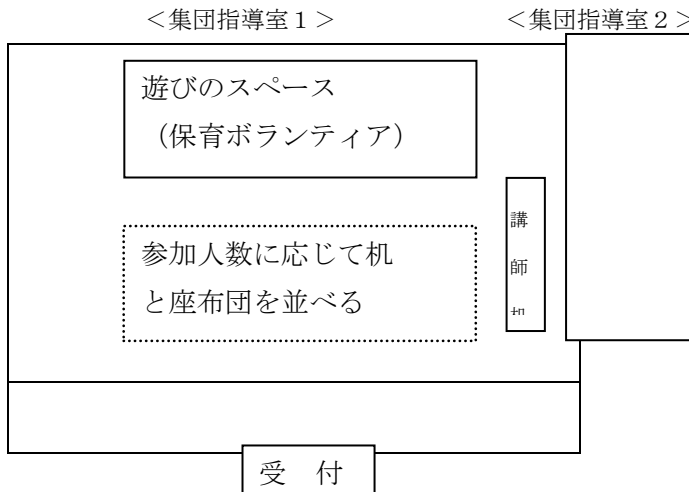 <集団指導室1>
<集団指導室2>
遊びのスペース
(保育ボランティア)
講
師
参加人数に応じて机
と座布団を並べる
受 付